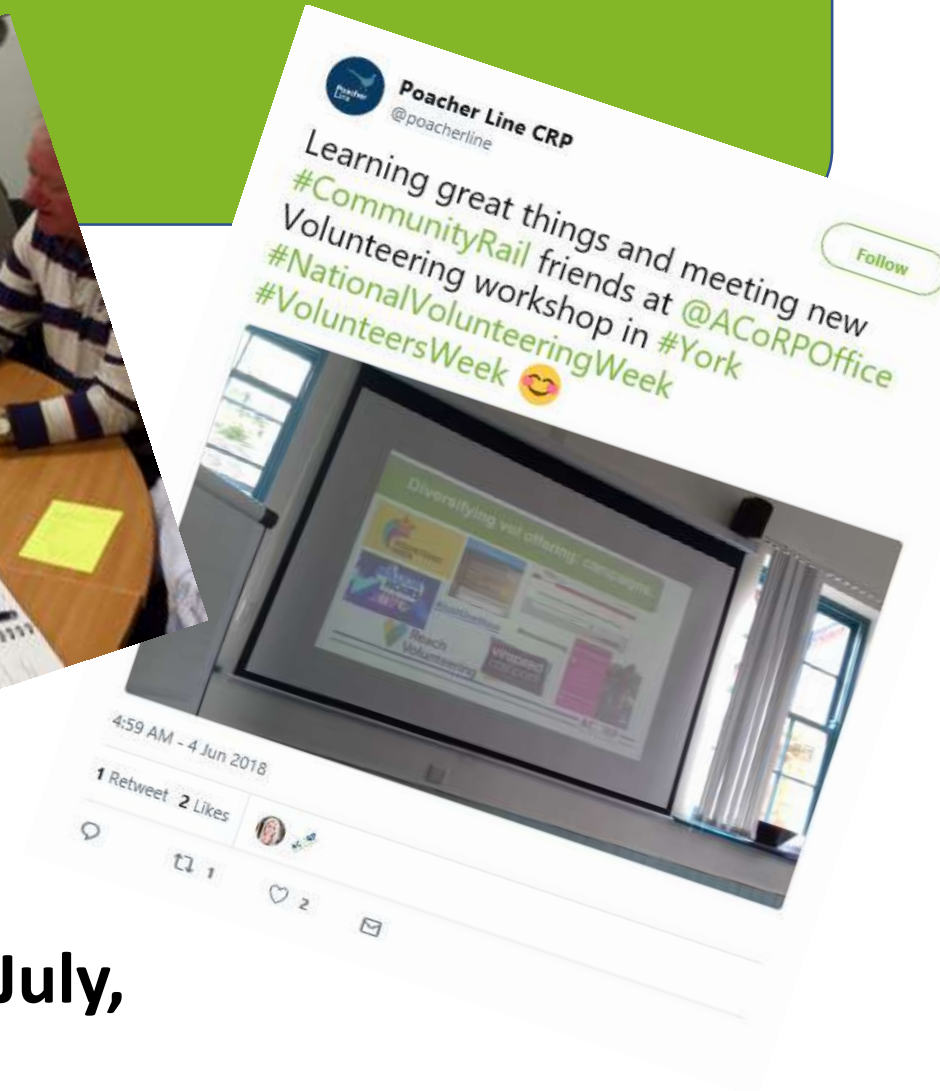 Poacher Line CRP
@poacherline
Follow
Learning great things and meeting new
#CommunityRail friends at @ACoRPOffice
Volunteering workshop in #York
#NationalVolunteeringWeek
#VolunteersWeek
Diversifying vol offering: campaigns
Reach
Volunteering
4:59 AM - 4 Jun 2018
1 Retweet 2 Likes
1 2
July,